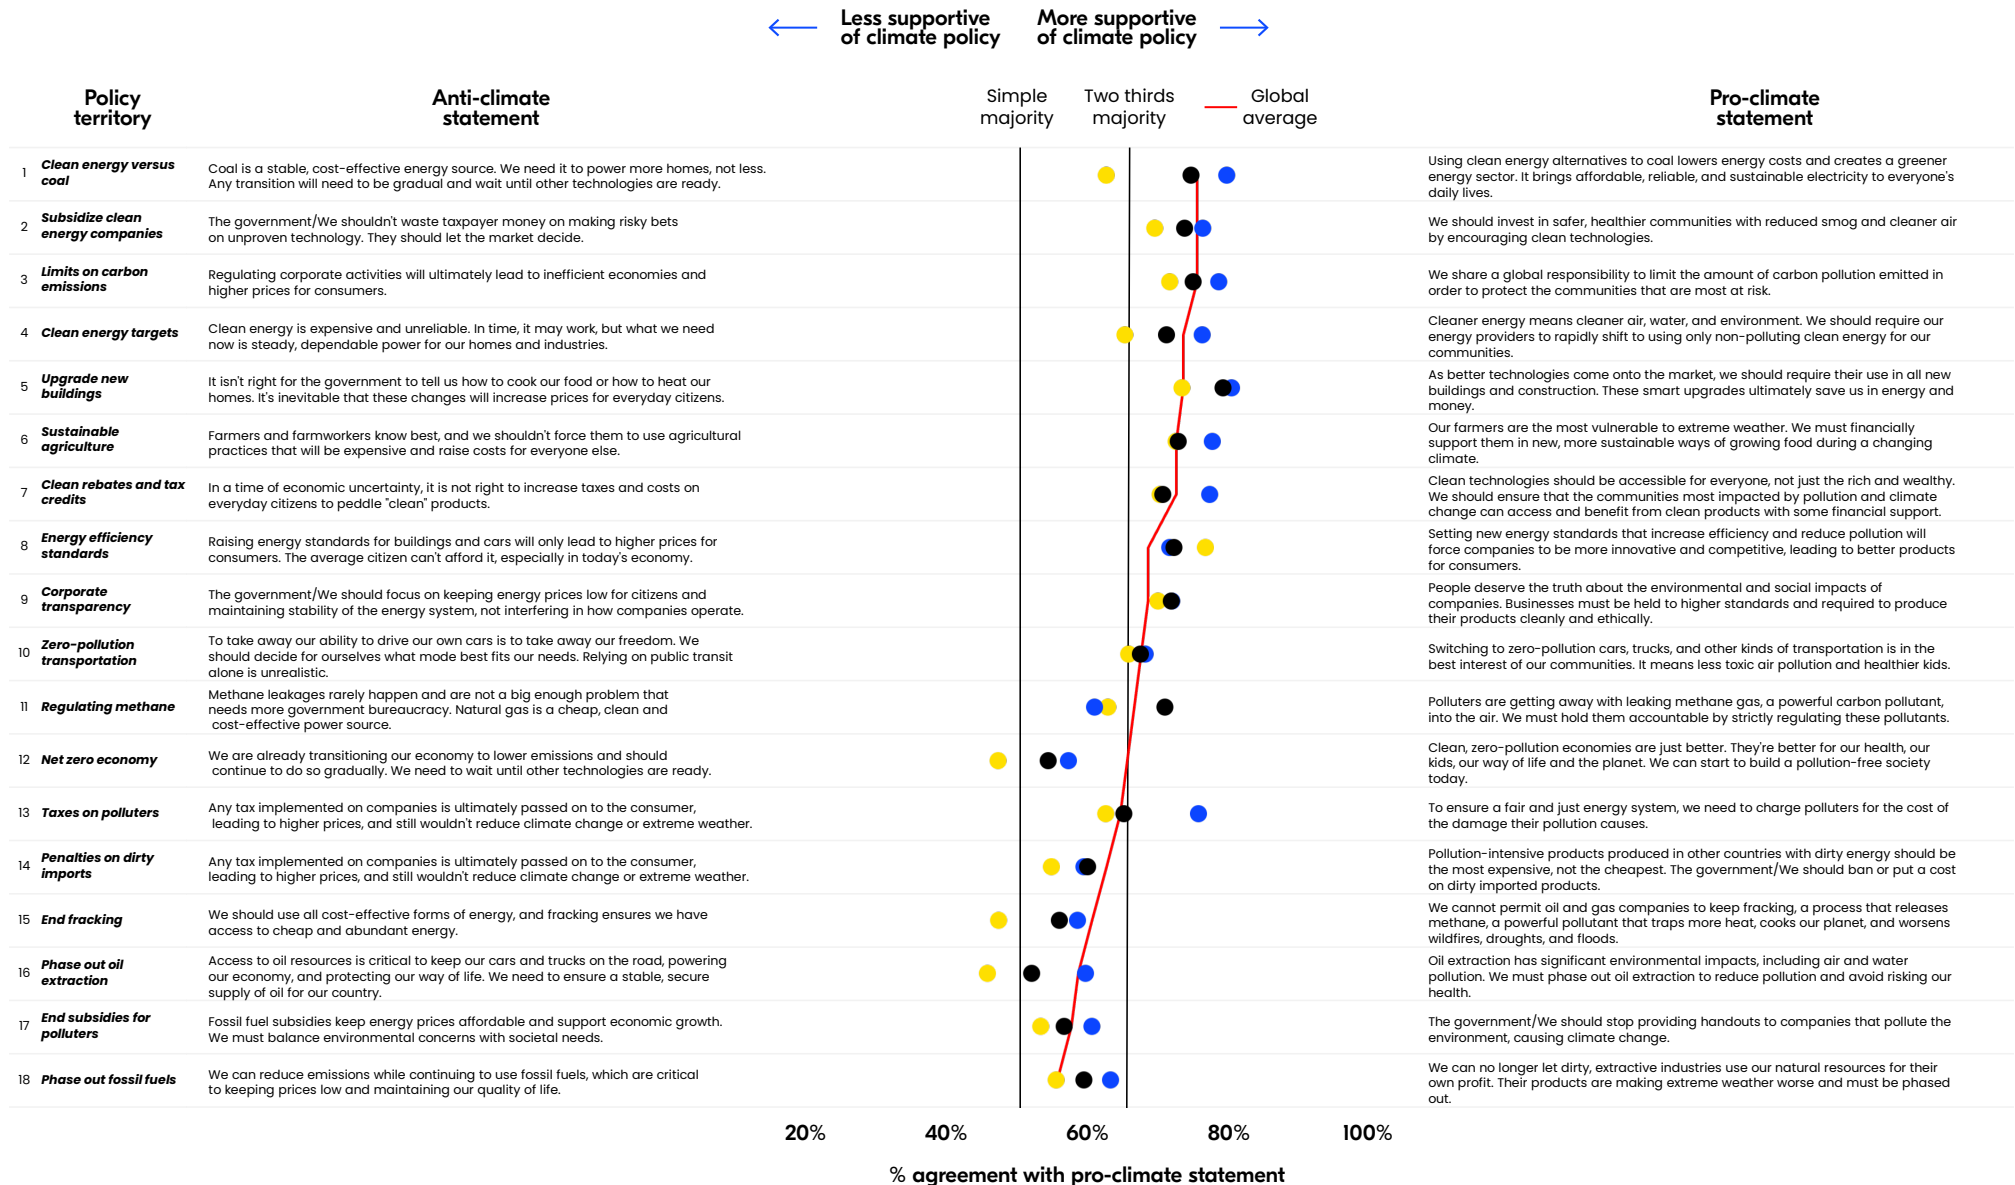 Less supportive
of climate policy
More supportive
of climate policy
Policy
territory
Anti-climate
statement
Simple
majority
Two thirds
majority
Global
average
Pro-climate
statement
1
Clean energy versus
coal
Coal is a stable, cost-effective energy source. We need it to power more homes, not less.
Any transition will need to be gradual and wait until other technologies are ready.
Using clean energy alternatives to coal lowers energy costs and creates a greener
energy sector. It brings affordable, reliable, and sustainable electricity to everyone's
daily lives.
2
Subsidize clean
energy companies
The government/We shouldn't waste taxpayer money on making risky bets
on unproven technology. They should let the market decide.
We should invest in safer, healthier communities with reduced smog and cleaner air
by encouraging clean technologies.
3
Limits on carbon
emissions
Regulating corporate activities will ultimately lead to inefficient economies and
higher prices for consumers.
We share a global responsibility to limit the amount of carbon pollution emitted in
order to protect the communities that are most at risk.
4
Clean energy targets
Clean energy is expensive and unreliable. In time, it may work, but what we need
now is steady, dependable power for our homes and industries.
Cleaner energy means cleaner air, water, and environment. We should require our
energy providers to rapidly shift to using only non-polluting clean energy for our
communities.
5
Upgrade new
buildings
It isn't right for the government to tell us how to cook our food or how to heat our
homes. It's inevitable that these changes will increase prices for everyday citizens.
As better technologies come onto the market, we should require their use in all new
buildings and construction. These smart upgrades ultimately save us in energy and
money.
6
Sustainable
agriculture
Farmers and farmworkers know best, and we shouldn't force them to use agricultural
practices that will be expensive and raise costs for everyone else.
Our farmers are the most vulnerable to extreme weather. We must financially
support them in new, more sustainable ways of growing food during a changing
climate.
7
Clean rebates and tax
credits
In a time of economic uncertainty, it is not right to increase taxes and costs on
everyday citizens to peddle "clean" products.
Clean technologies should be accessible for everyone, not just the rich and wealthy.
We should ensure that the communities most impacted by pollution and climate
change can access and benefit from clean products with some financial support.
8
Energy efficiency
standards
Raising energy standards for buildings and cars will only lead to higher prices for
consumers. The average citizen can't afford it, especially in today's economy.
Setting new energy standards that increase efficiency and reduce pollution will
force companies to be more innovative and competitive, leading to better products
for consumers.
9
Corporate
transparency
The government/We should focus on keeping energy prices low for citizens and
maintaining stability of the energy system, not interfering in how companies operate.
People deserve the truth about the environmental and social impacts of
companies. Businesses must be held to higher standards and required to produce
their products cleanly and ethically.
10
Zero-pollution
transportation
To take away our ability to drive our own cars is to take away our freedom. We
should decide for ourselves what mode best fits our needs. Relying on public transit
alone is unrealistic.
Switching to zero-pollution cars, trucks, and other kinds of transportation is in the
best interest of our communities. It means less toxic air pollution and healthier kids.
11
Regulating methane
Methane leakages rarely happen and are not a big enough problem that
needs more government bureaucracy. Natural gas is a cheap, clean and
cost-effective power source.
Polluters are getting away with leaking methane gas, a powerful carbon pollutant,
into the air. We must hold them accountable by strictly regulating these pollutants.
12
Net zero economy
We are already transitioning our economy to lower emissions and should
continue to do so gradually. We need to wait until other technologies are ready.
Clean, zero-pollution economies are just better. They're better for our health, our
kids, our way of life and the planet. We can start to build a pollution-free society
today.
13
Taxes on polluters
Any tax implemented on companies is ultimately passed on to the consumer,
leading to higher prices, and still wouldn't reduce climate change or extreme weather.
To ensure a fair and just energy system, we need to charge polluters for the cost of
the damage their pollution causes.
14
Penalties on dirty
imports
Any tax implemented on companies is ultimately passed on to the consumer,
leading to higher prices, and still wouldn't reduce climate change or extreme weather.
Pollution-intensive products produced in other countries with dirty energy should be
the most expensive, not the cheapest. The government/We should ban or put a cost
on dirty imported products.
15
End fracking
We should use all cost-effective forms of energy, and fracking ensures we have
access to cheap and abundant energy.
We cannot permit oil and gas companies to keep fracking, a process that releases
methane, a powerful pollutant that traps more heat, cooks our planet, and worsens
wildfires, droughts, and floods.
16
Phase out oil
extraction
Access to oil resources is critical to keep our cars and trucks on the road, powering
our economy, and protecting our way of life. We need to ensure a stable, secure
supply of oil for our country.
Oil extraction has significant environmental impacts, including air and water
pollution. We must phase out oil extraction to reduce pollution and avoid risking our
health.
17
End subsidies for
polluters
Fossil fuel subsidies keep energy prices affordable and support economic growth.
We must balance environmental concerns with societal needs.
The government/We should stop providing handouts to companies that pollute the
environment, causing climate change.
18
Phase out fossil fuels
We can reduce emissions while continuing to use fossil fuels, which are critical
to keeping prices low and maintaining our quality of life.
We can no longer let dirty, extractive industries use our natural resources for their
own profit. Their products are making extreme weather worse and must be phased
out.
20%
40%
60%
80%
100%
% agreement with pro-climate statement